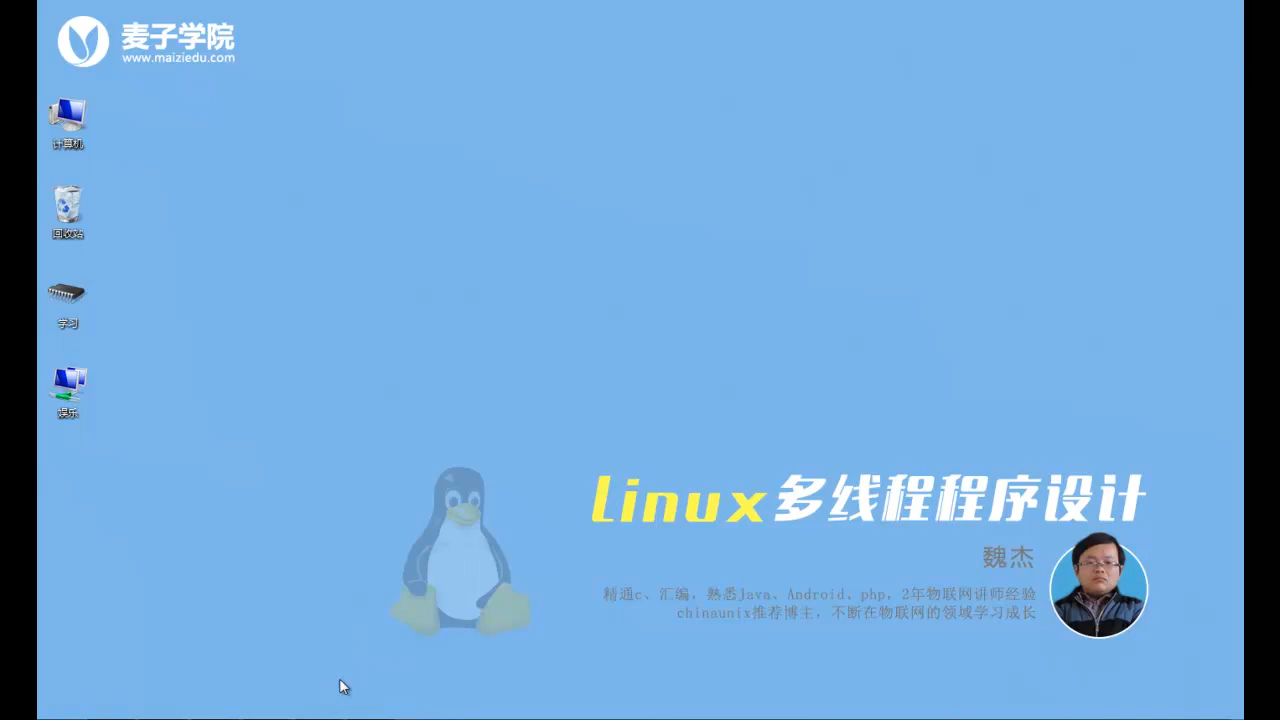 麦子学院
www.maiziedu.com
计算机
回收站
学习
娱乐
Linux多线程程序设计
魏杰
精通c、汇编，熟悉Java、Android、php，2年物联网讲师经验
chinaunix推荐博主，不断在物联网的领域学习成长